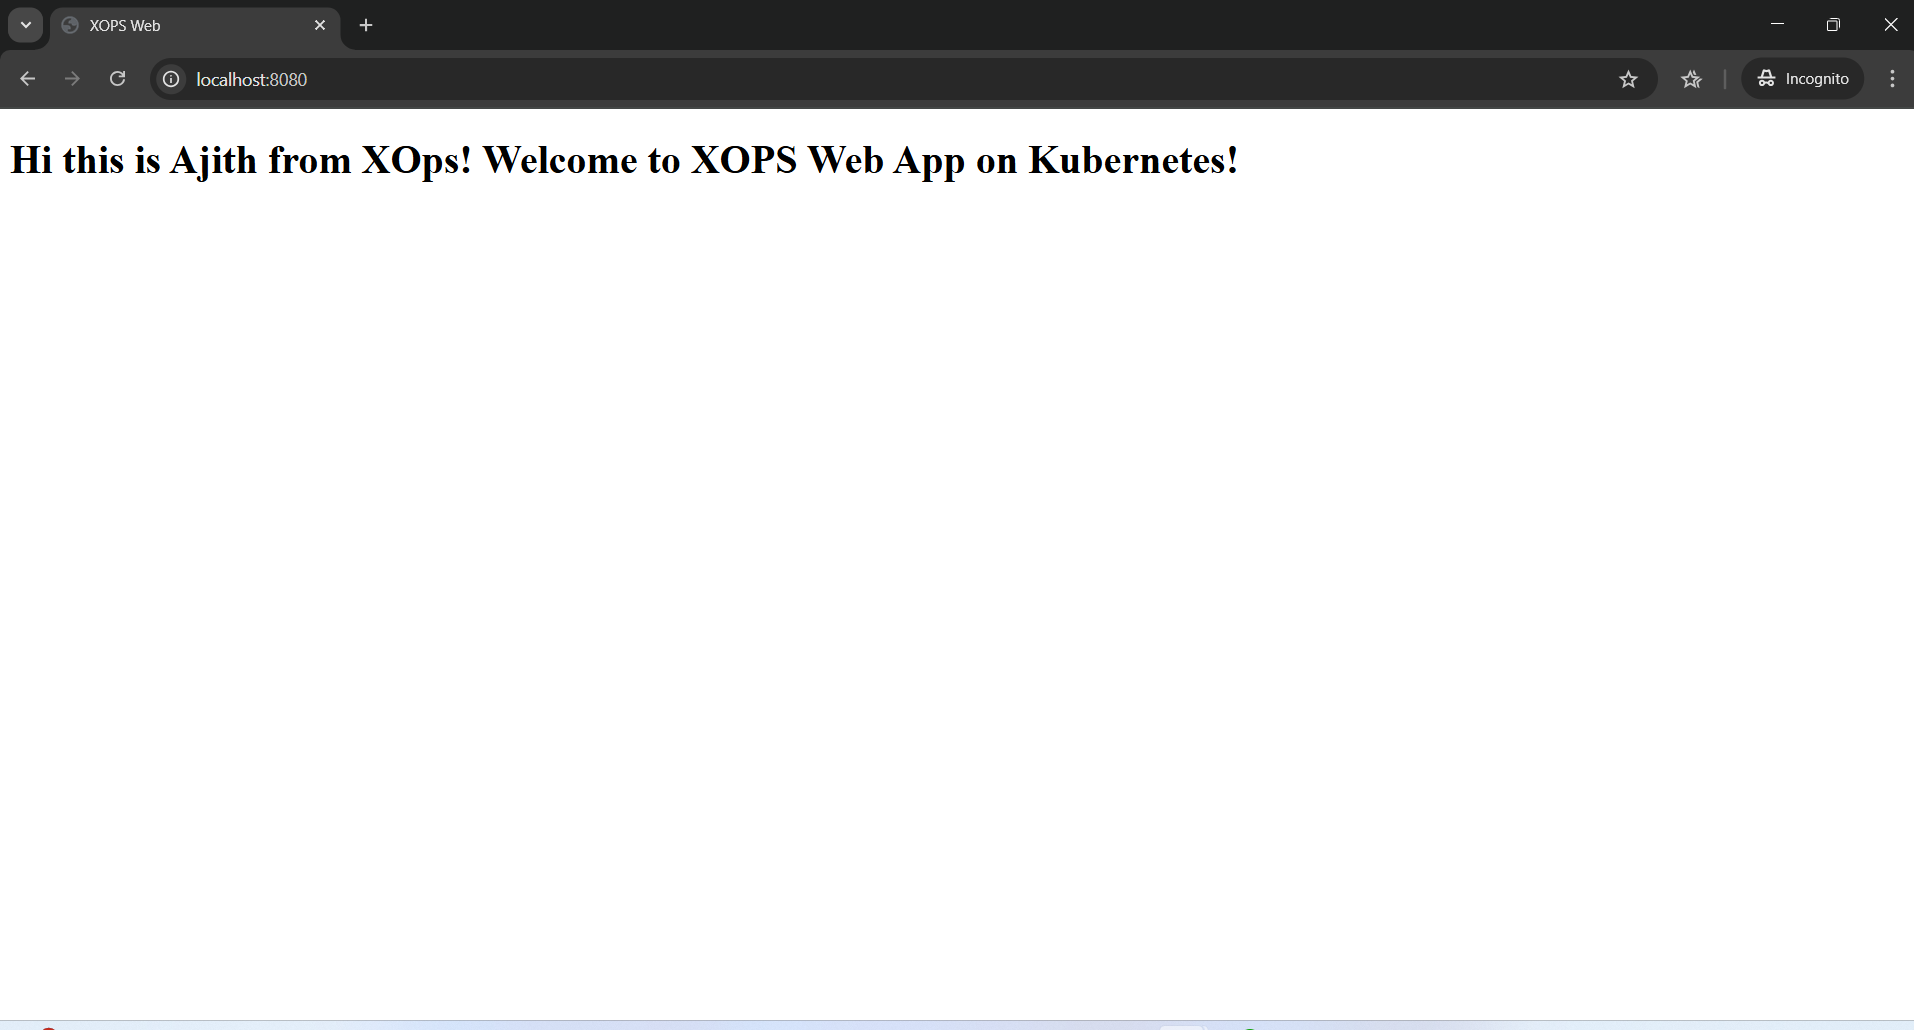 XOPS Web
localhost:8080
Incognito
Hi this is Ajith from XOps! Welcome to XOPS Web App on Kubernetes!